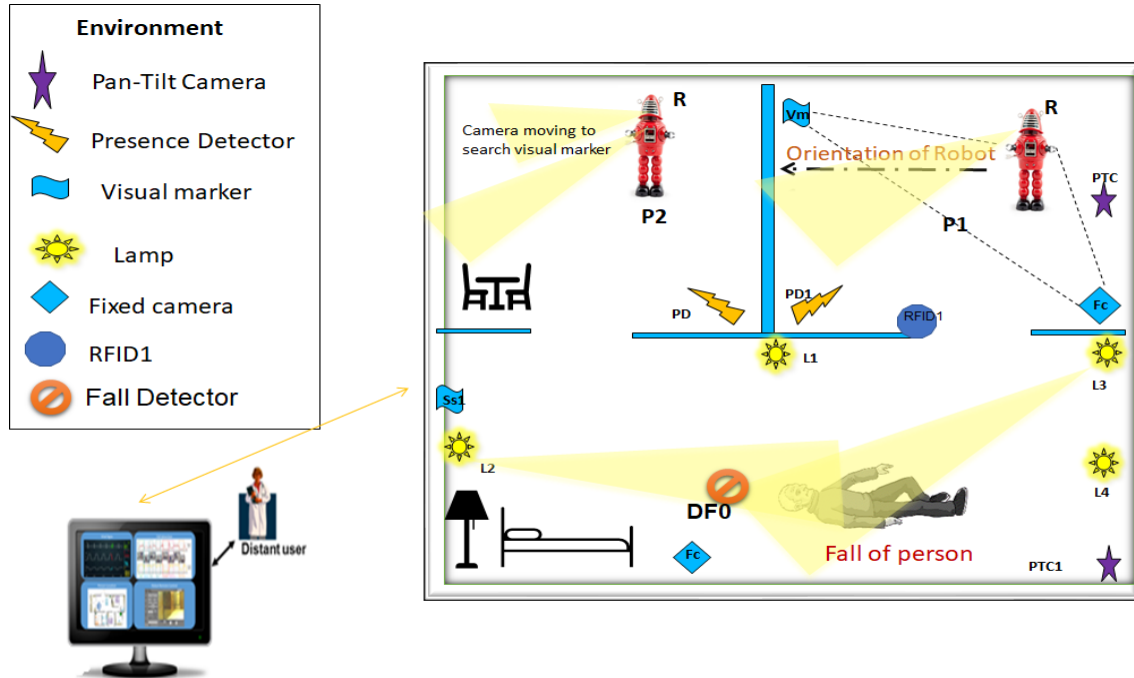 Environment
Pan-Tilt Camera
Presence Detector
Visual marker
Lamp
Fixed camera
RFID1
Fall Detector
Distant user
Camera moving to
search visual marker
R
P2
Vm
R
Orientation of Robot
PTC
P1
Fc
PD
PD1
RFID1
L1
L3
Ss1
L2
L4
DF0
Fc
Fall of person
PTC1